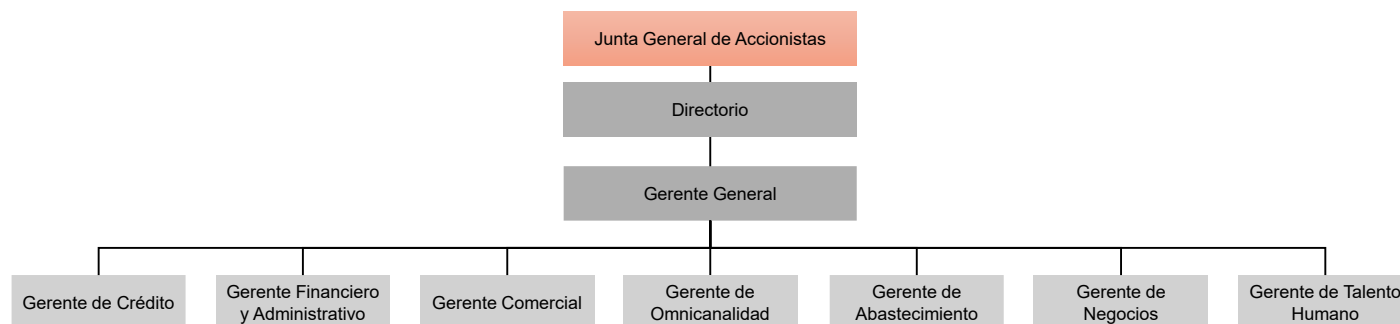 Junta General de Accionistas
Directorio
Gerente General
Gerente de Crédito
Gerente Financiero
y Administrativo
Gerente Comercial
Gerente de
Omnicanalidad
Gerente de
Abastecimiento
Gerente de
Negocios
Gerente de Talento
Humano